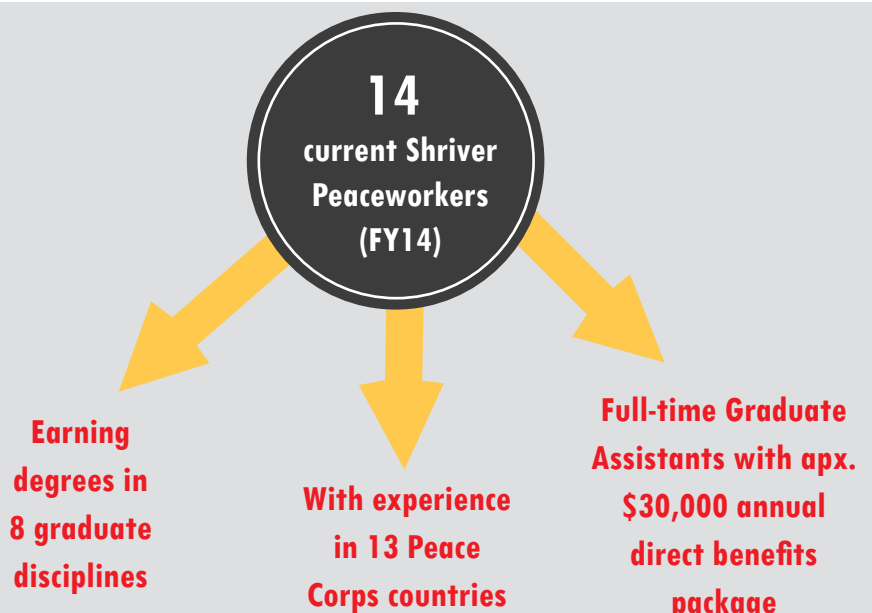 14
current Shriver
Peaceworkers
(FY14)
Earning
degrees in
8 graduate
disciplines
With experience
in 13 Peace
Corps countries
Full-time Graduate
Assistants with apx.
$30,000 annual
direct benefits
package